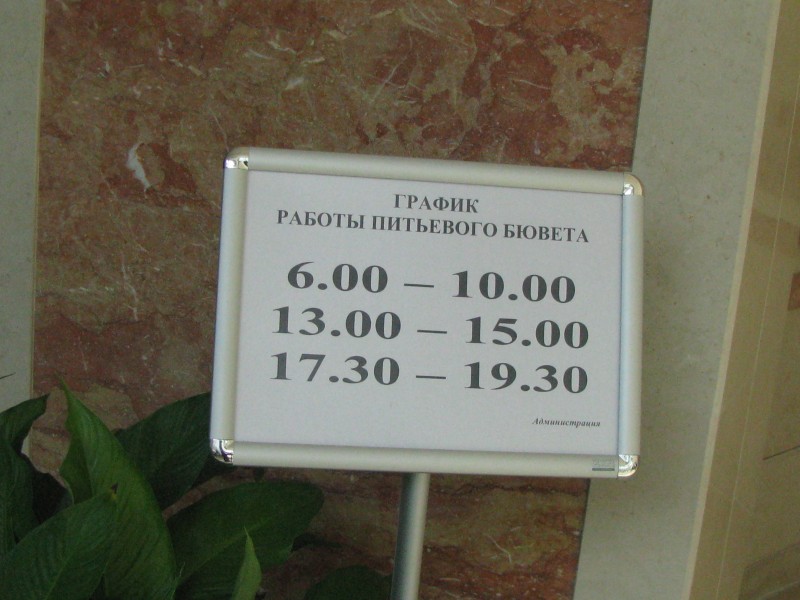 ГРАФИК
РАБОТЫ ПИТЬЕВОГО БЮВЕТА
6.00 – 10.00
13.00 – 15.00
17.30 – 19.30
Администрация